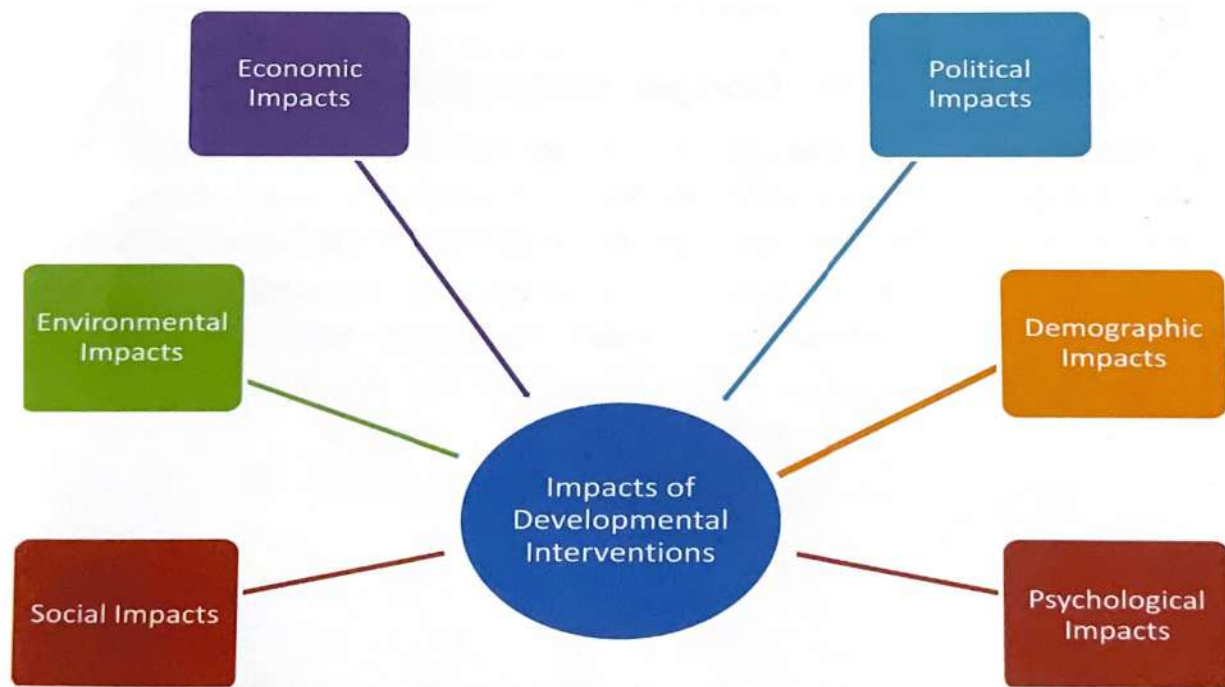 Economic
Impacts
Political
Impacts
Environmental
Impacts
Demographic
Impacts
Impacts of
Developmental
Interventions
Social Impacts
Psychological
Impacts